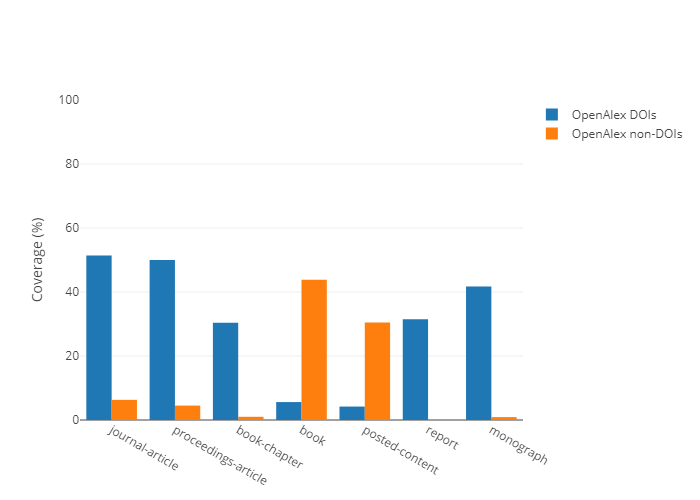 100
80
60
40
20
0
Coverage (%)
journal-article
proceedings-article
book-chapter
book
posted-content
report
monograph
OpenAlex DOIs
OpenAlex non-DOIs